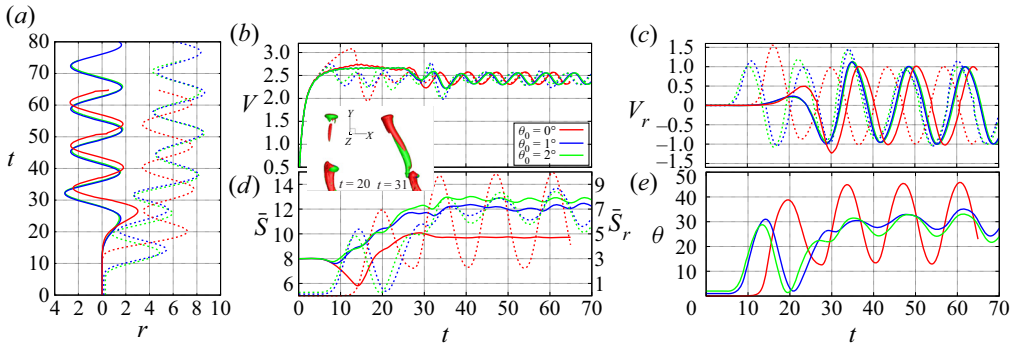 (a)
80
70
60
50
t
40
30
20
10
0
4 2 0 2 4 6 8 10
r
(b)
3.0
2.5
V 2.0
1.5
1.0
0.5
Y
X
Z
t = 20 t = 31
θ0 = 0°
θ0 = 1°
θ0 = 2°
(c)
1.5
1.0
0.5
Vr 0
−0.5
−1.0
−1.5
(d)
14
12
S̄ 10
8
6
9
7
5 S̄r
3
1
0 10 20 30 40 50 60 70
t
(e)
50
40
30
θ 20
10
0 10 20 30 40 50 60 70
t